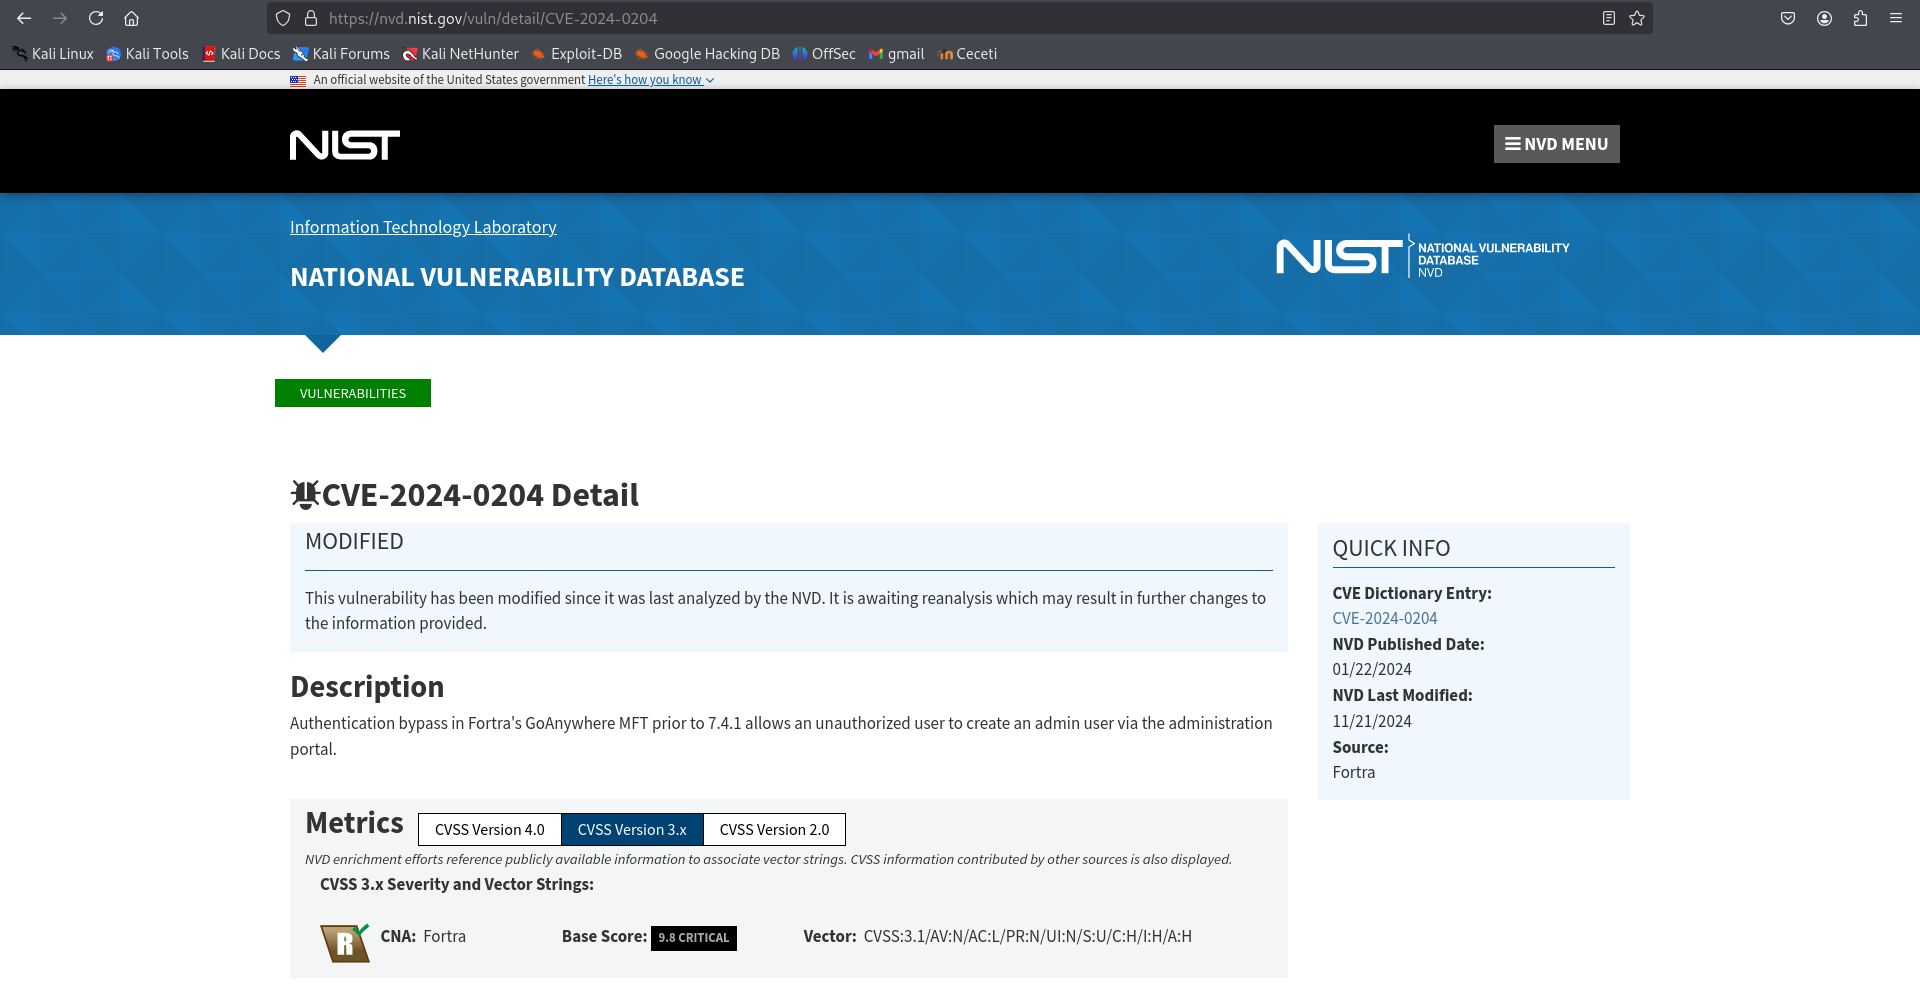 https://nvd.nist.gov/vuln/detail/CVE-2024-0204
Kali Linux Kali Tools Kali Docs Kali Forums Kali NetHunter Exploit-DB Google Hacking DB OffSec gmail Ceceti
An official website of the United States government Here's how you know
NIST
NVD MENU
Information Technology Laboratory
NATIONAL VULNERABILITY DATABASE
NIST
NATIONAL VULNERABILITY
DATABASE
NVD
VULNERABILITIES
CVE-2024-0204 Detail
MODIFIED
This vulnerability has been modified since it was last analyzed by the NVD. It is awaiting reanalysis which may result in further changes to
the information provided.
Description
Authentication bypass in Fortra's GoAnywhere MFT prior to 7.4.1 allows an unauthorized user to create an admin user via the administration
portal.
Metrics CVSS Version 4.0 CVSS Version 3.x CVSS Version 2.0
NVD enrichment efforts reference publicly available information to associate vector strings. CVSS information contributed by other sources is also displayed.
CVSS 3.x Severity and Vector Strings:
R CNA: Fortra Base Score: 9.8 CRITICAL Vector: CVSS:3.1/AV:N/AC:L/PR:N/UI:N/S:U/C:H/I:H/A:H
QUICK INFO
CVE Dictionary Entry:
CVE-2024-0204
NVD Published Date:
01/22/2024
NVD Last Modified:
11/21/2024
Source:
Fortra